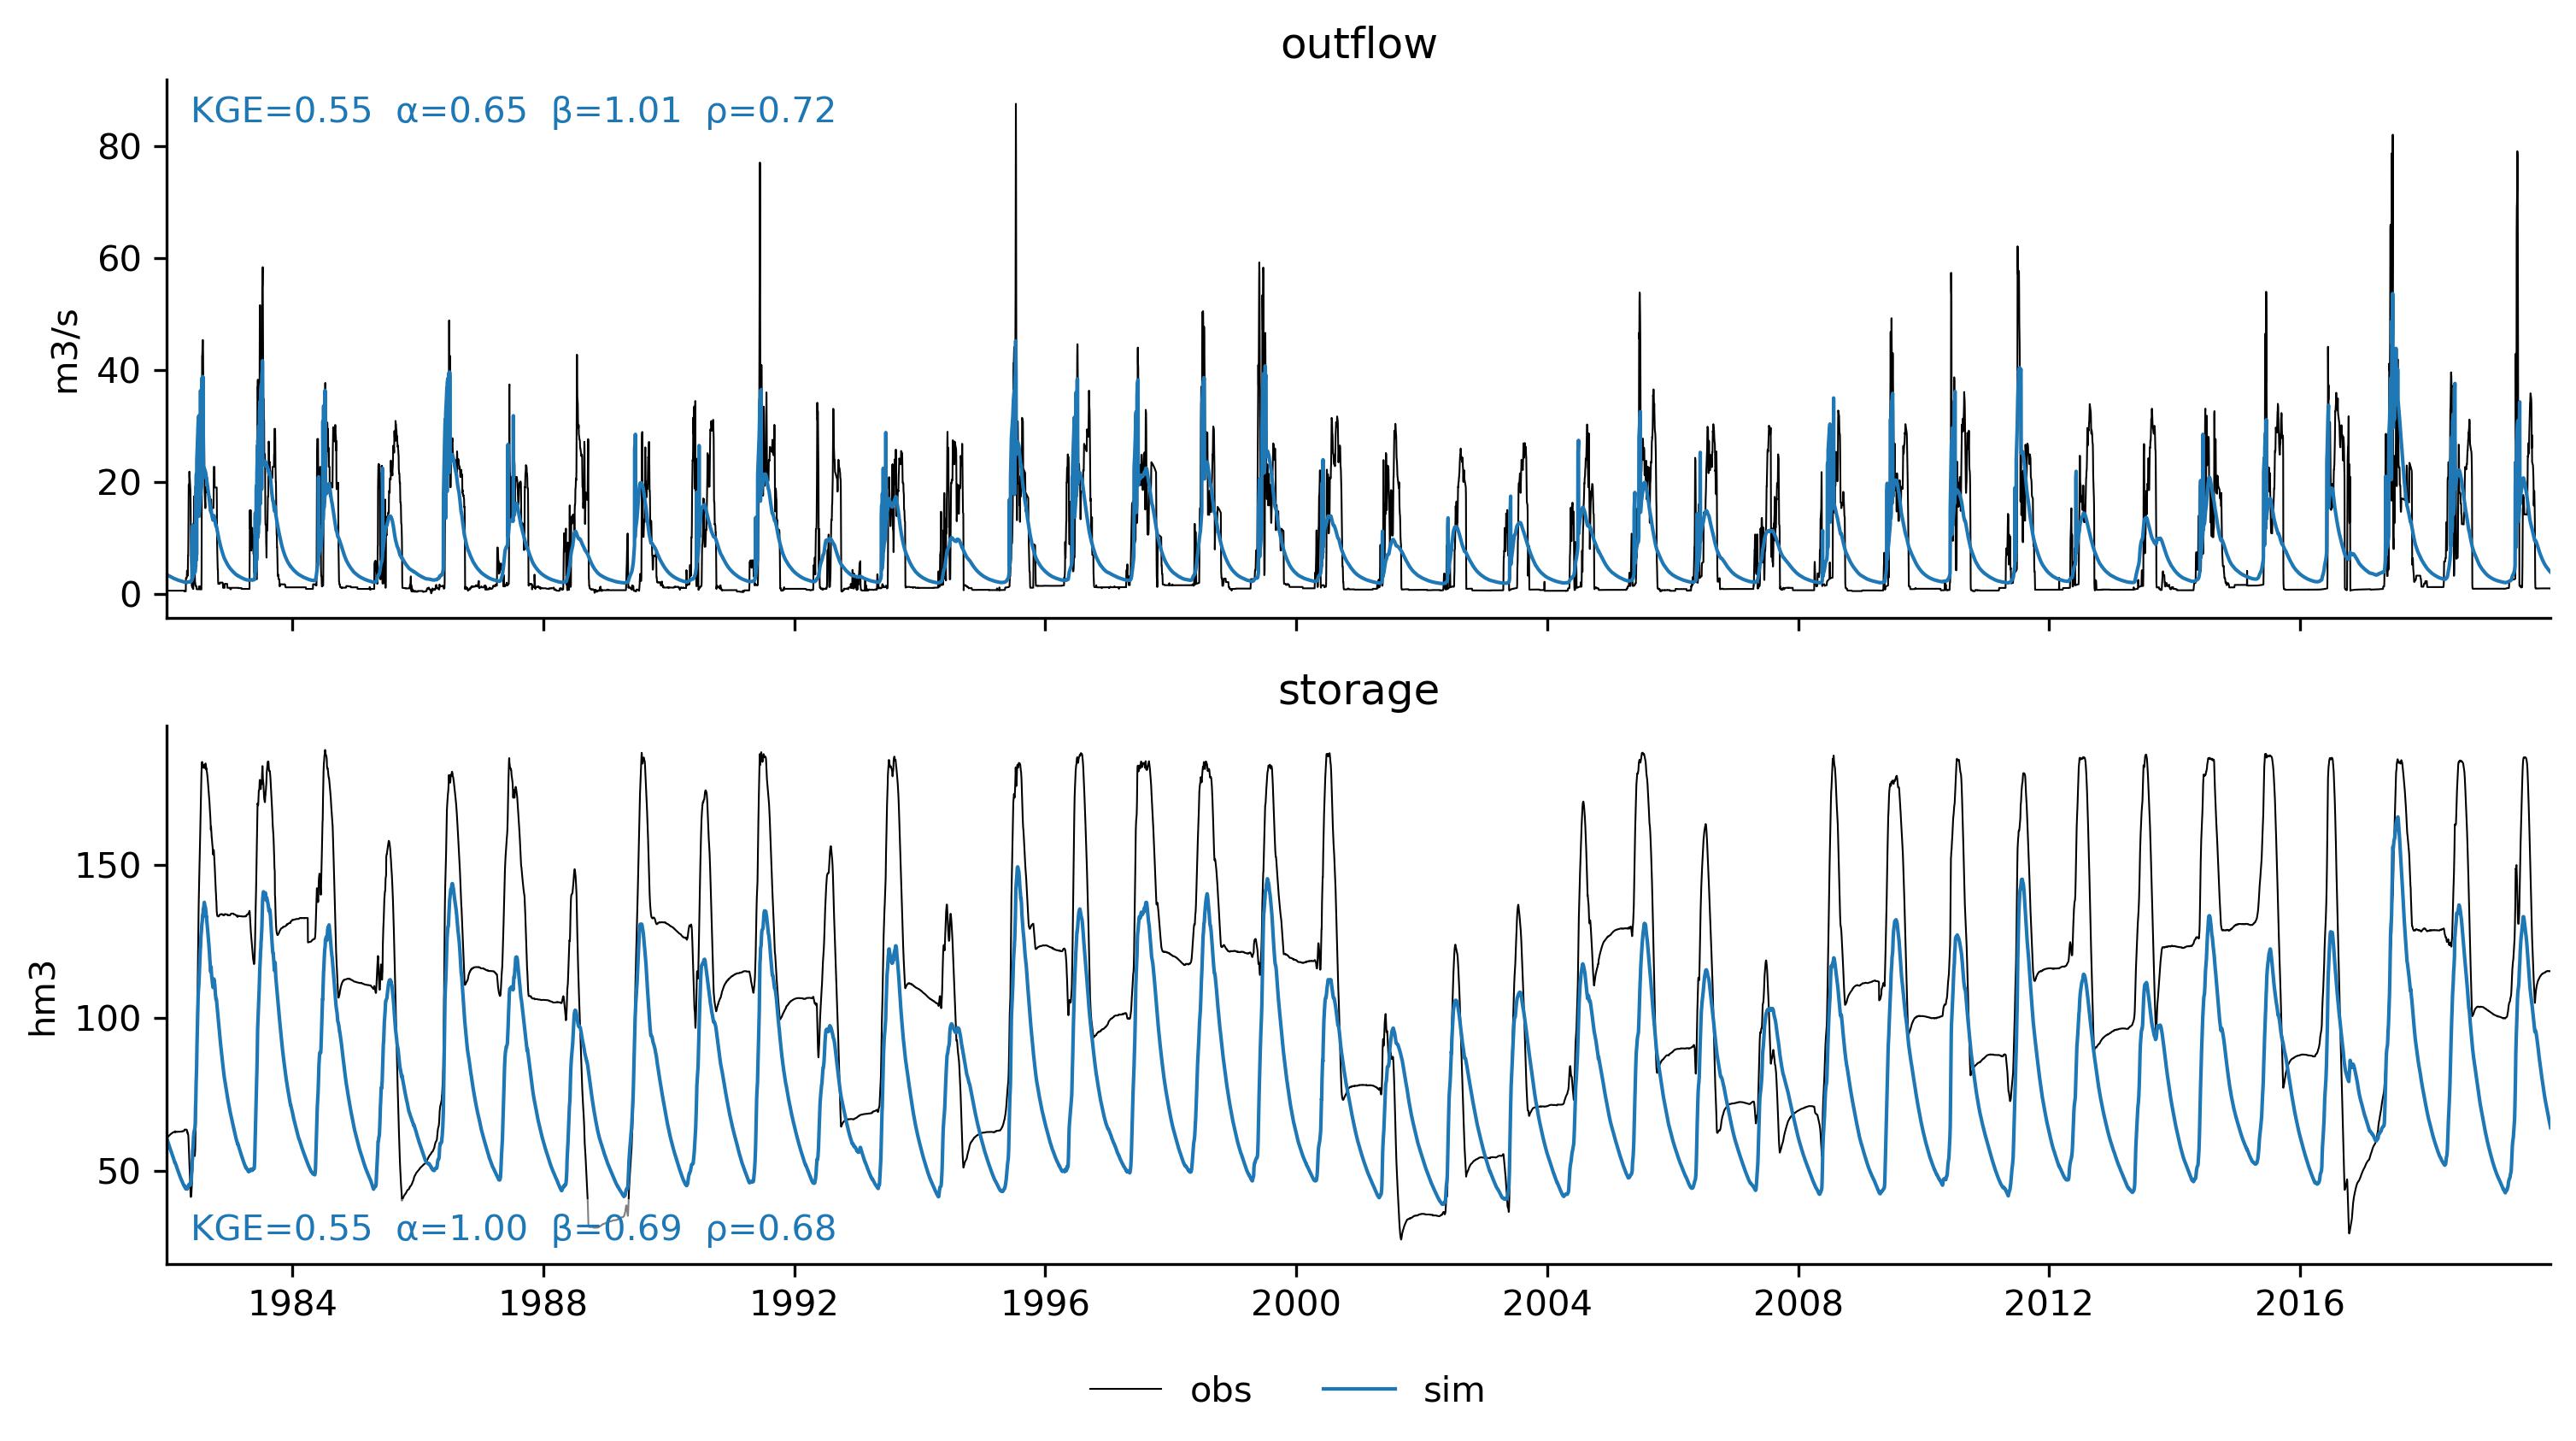 outflow
KGE=0.55 α=0.65 β=1.01 ρ=0.72
m3/s
80
60
40
20
0
storage
hm3
150
100
50
KGE=0.55 α=1.00 β=0.69 ρ=0.68
1984 1988 1992 1996 2000 2004 2008 2012 2016
obs sim